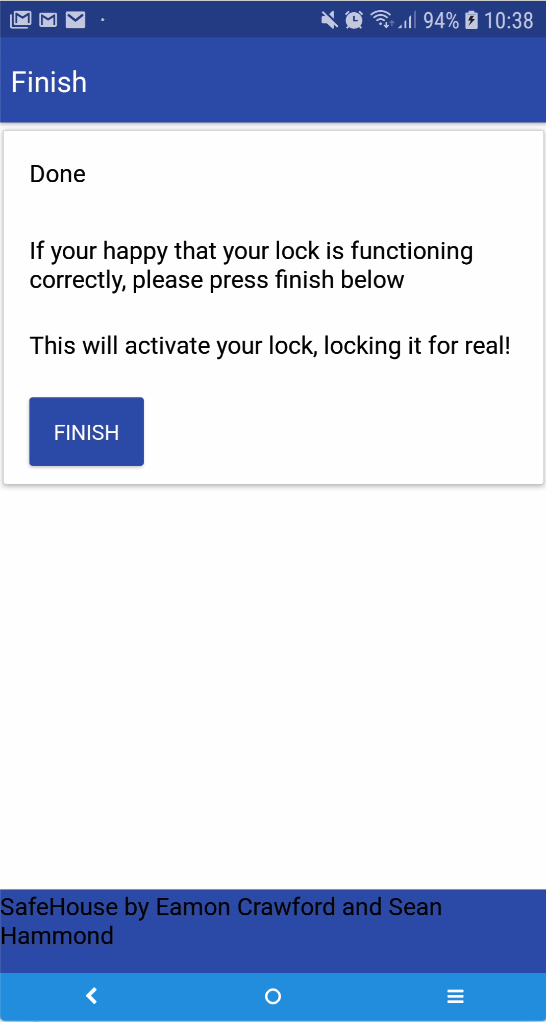 94% 10:38
Finish
Done
If your happy that your lock is functioning
correctly, please press finish below
This will activate your lock, locking it for real!
FINISH
SafeHouse by Eamon Crawford and Sean
Hammond